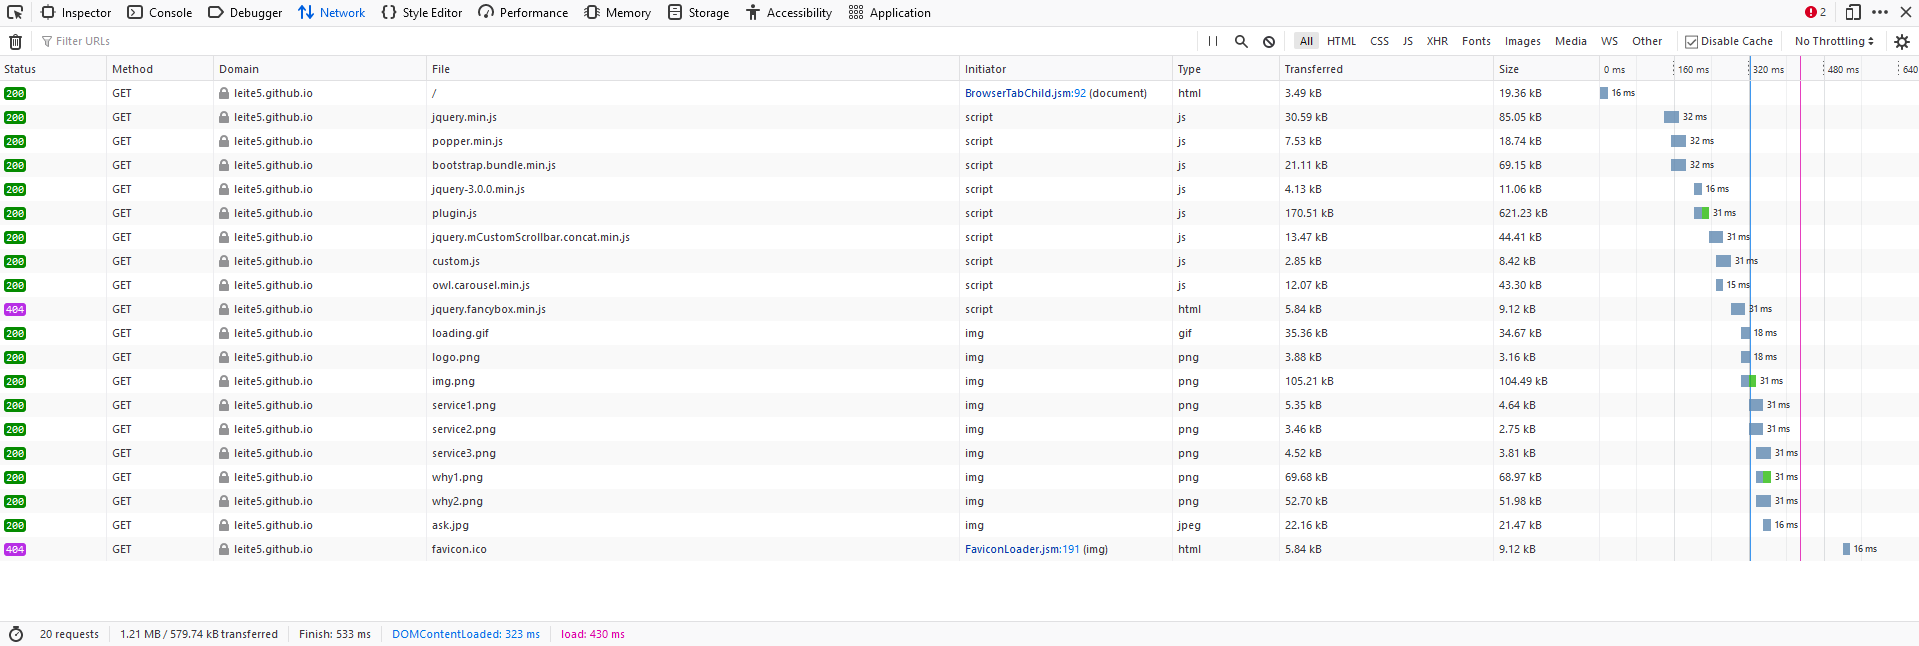 Inspector Console Debugger Network Style Editor Performance Memory Storage Accessibility Application 2
Filter URLs All HTML CSS JS XHR Fonts Images Media WS Other Disable Cache No Throttling
Status Method Domain File Initiator Type Transferred Size 0 ms 160 ms 320 ms 480 ms 640
200 GET leite5.github.io / BrowserTabChild.jsm:92 (document) html 3.49 kB 19.36 kB 16 ms
200 GET leite5.github.io jquery.min.js script js 30.59 kB 85.05 kB 32 ms
200 GET leite5.github.io popper.min.js script js 7.53 kB 18.74 kB 32 ms
200 GET leite5.github.io bootstrap.bundle.min.js script js 21.11 kB 69.15 kB 32 ms
200 GET leite5.github.io jquery-3.0.0.min.js script js 4.13 kB 11.06 kB 16 ms
200 GET leite5.github.io plugin.js script js 170.51 kB 621.23 kB 31 ms
200 GET leite5.github.io jquery.mCustomScrollbar.concat.min.js script js 13.47 kB 44.41 kB 31 ms
200 GET leite5.github.io custom.js script js 2.85 kB 8.42 kB 31 ms
200 GET leite5.github.io owl.carousel.min.js script js 12.07 kB 43.30 kB 15 ms
404 GET leite5.github.io jquery.fancybox.min.js script html 5.84 kB 9.12 kB 31 ms
200 GET leite5.github.io loading.gif img gif 35.36 kB 34.67 kB 18 ms
200 GET leite5.github.io logo.png img png 3.88 kB 3.16 kB 18 ms
200 GET leite5.github.io img.png img png 105.21 kB 104.49 kB 31 ms
200 GET leite5.github.io service1.png img png 5.35 kB 4.64 kB 31 ms
200 GET leite5.github.io service2.png img png 3.46 kB 2.75 kB 31 ms
200 GET leite5.github.io service3.png img png 4.52 kB 3.81 kB 31 ms
200 GET leite5.github.io why1.png img png 69.68 kB 68.97 kB 31 ms
200 GET leite5.github.io why2.png img png 52.70 kB 51.98 kB 31 ms
200 GET leite5.github.io ask.jpg img jpeg 22.16 kB 21.47 kB 16 ms
404 GET leite5.github.io favicon.ico FaviconLoader.jsm:191 (img) html 5.84 kB 9.12 kB 16 ms
20 requests 1.21 MB / 579.74 kB transferred Finish: 533 ms DOMContentLoaded: 323 ms load: 430 ms